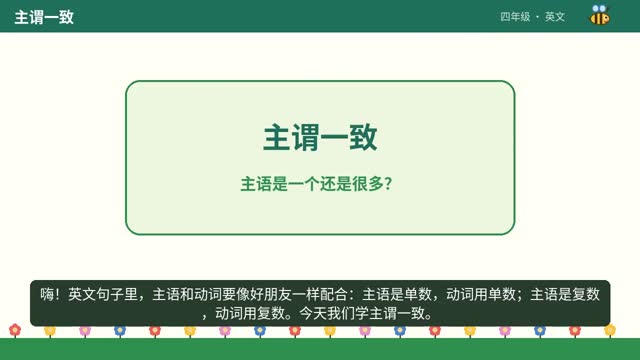 主谓一致
四年级 · 英文
主谓一致
主语是一个还是很多?
嗨！英文句子里，主语和动词要像好朋友一样配合：主语是单数，动词用单数；主语是复数
，动词用复数。今天我们学主谓一致。